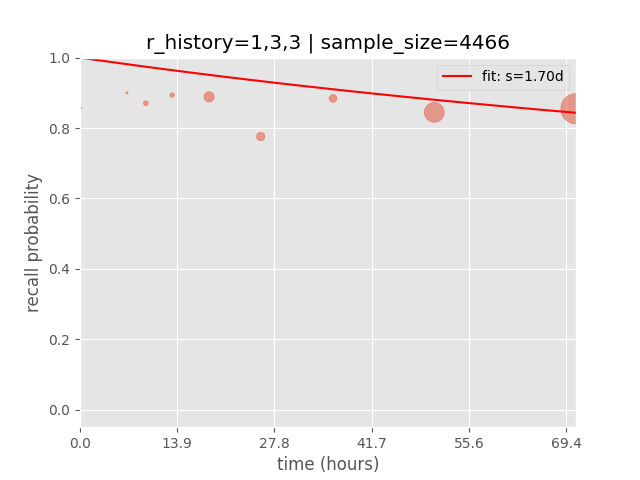 r_history=1,3,3 | sample_size=4466
fit: s=1.70d
1.0
0.8
0.6
0.4
0.2
0.0
recall probability
0.0 13.9 27.8 41.7 55.6 69.4
time (hours)